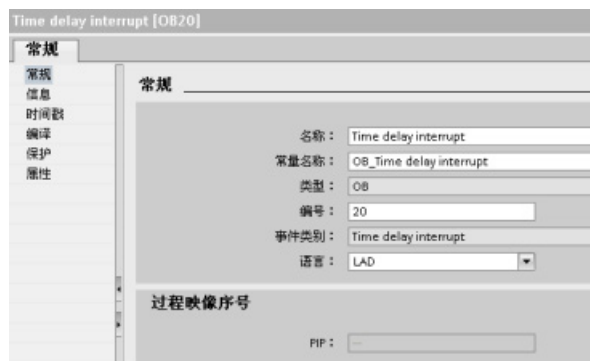 Time delay interrupt [OB20]
常规
常规
信息
时间戳
编译
保护
属性
常规
名称： Time delay interrupt
常量名称： OB_Time delay interrupt
类型： OB
编号： 20
事件类别： Time delay interrupt
语言： LAD
过程映像序号
PIP： ---